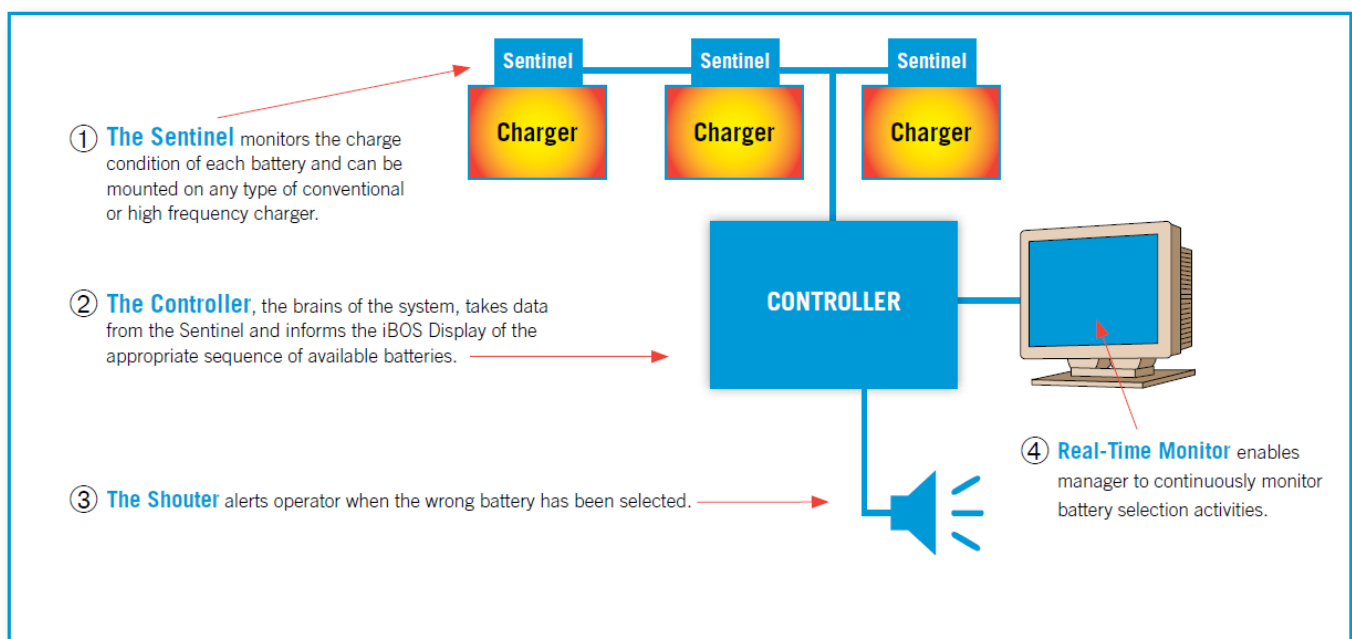 Sentinel
Sentinel
Sentinel
Charger
Charger
Charger
① The Sentinel monitors the charge
condition of each battery and can be
mounted on any type of conventional
or high frequency charger.
② The Controller, the brains of the system, takes data
from the Sentinel and informs the iBOS Display of the
appropriate sequence of available batteries.
CONTROLLER
③ The Shouter alerts operator when the wrong battery has been selected.
④ Real-Time Monitor enables
manager to continuously monitor
battery selection activities.